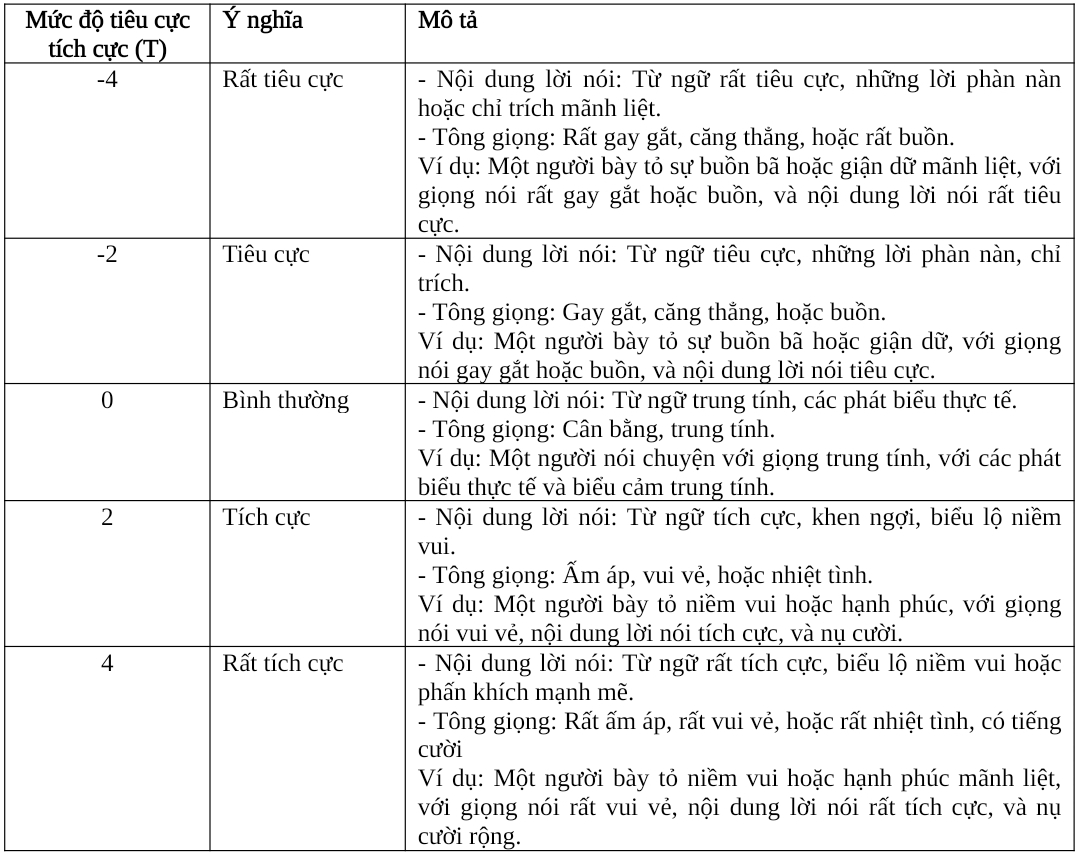 Mức độ tiêu cực
tích cực (T)
Ý nghĩa
Mô tả
-4
Rất tiêu cực
- Nội dung lời nói: Từ ngữ rất tiêu cực, những lời phàn nàn
hoặc chỉ trích mãnh liệt.
- Tông giọng: Rất gay gắt, căng thẳng, hoặc rất buồn.
Ví dụ: Một người bày tỏ sự buồn bã hoặc giận dữ mãnh liệt, với
giọng nói rất gay gắt hoặc buồn, và nội dung lời nói rất tiêu
cực.
-2
Tiêu cực
- Nội dung lời nói: Từ ngữ tiêu cực, những lời phàn nàn, chỉ
trích.
- Tông giọng: Gay gắt, căng thẳng, hoặc buồn.
Ví dụ: Một người bày tỏ sự buồn bã hoặc giận dữ, với giọng
nói gay gắt hoặc buồn, và nội dung lời nói tiêu cực.
0
Bình thường
- Nội dung lời nói: Từ ngữ trung tính, các phát biểu thực tế.
- Tông giọng: Cân bằng, trung tính.
Ví dụ: Một người nói chuyện với giọng trung tính, với các phát
biểu thực tế và biểu cảm trung tính.
2
Tích cực
- Nội dung lời nói: Từ ngữ tích cực, khen ngợi, biểu lộ niềm
vui.
- Tông giọng: Ấm áp, vui vẻ, hoặc nhiệt tình.
Ví dụ: Một người bày tỏ niềm vui hoặc hạnh phúc, với giọng
nói vui vẻ, nội dung lời nói tích cực, và nụ cười.
4
Rất tích cực
- Nội dung lời nói: Từ ngữ rất tích cực, biểu lộ niềm vui hoặc
phấn khích mạnh mẽ.
- Tông giọng: Rất ấm áp, rất vui vẻ, hoặc rất nhiệt tình, có tiếng
cười
Ví dụ: Một người bày tỏ niềm vui hoặc hạnh phúc mãnh liệt,
với giọng nói rất vui vẻ, nội dung lời nói rất tích cực, và nụ
cười rộng.